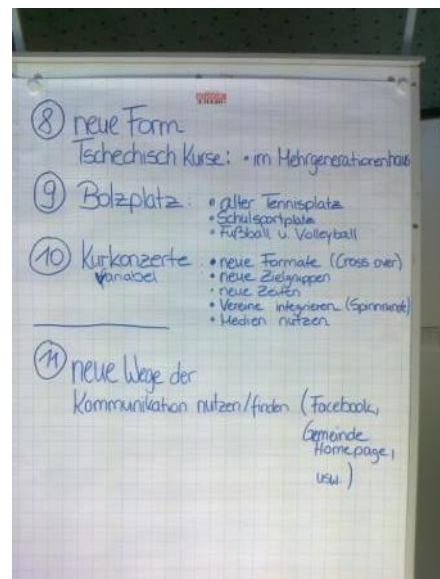 ⑧ neue Form
Tschechisch Kurse: • im Mehrgenerationenhaus
⑨ Bolzplatz: • alter Tennisplatz
• Schulsportplatz
• Fußball u. Volleyball
⑩ Kurkonzerte • neue Formate (Cross over)
variabel • neue Zielgruppen
• neue Zeiten
• Vereine integrieren (Spinnrunde)
• Medien nutzen
⑪ neue Wege der
Kommunikation nutzen/finden (Facebook,
Gemeinde
Homepage,
usw.)